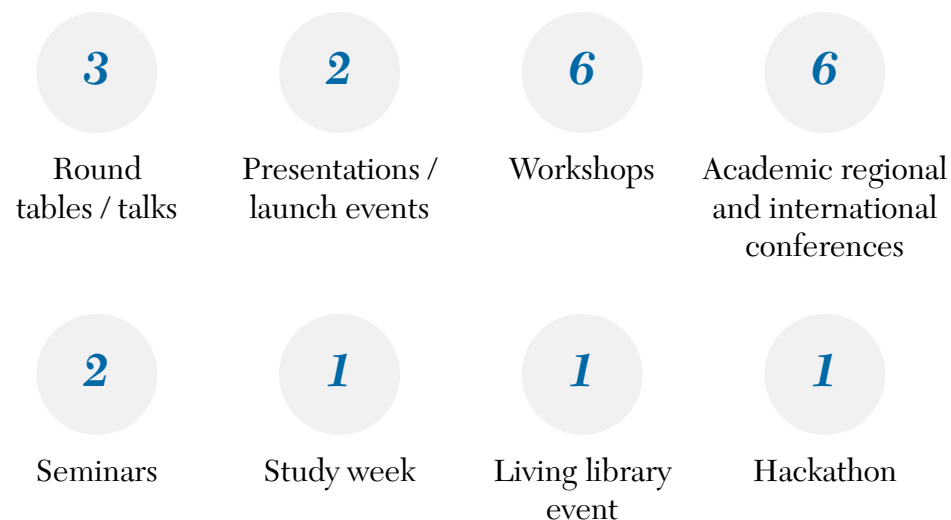 3
Round
tables / talks
2
Presentations /
launch events
6
Workshops
6
Academic regional
and international
conferences
2
Seminars
1
Study week
1
Living library
event
1
Hackathon